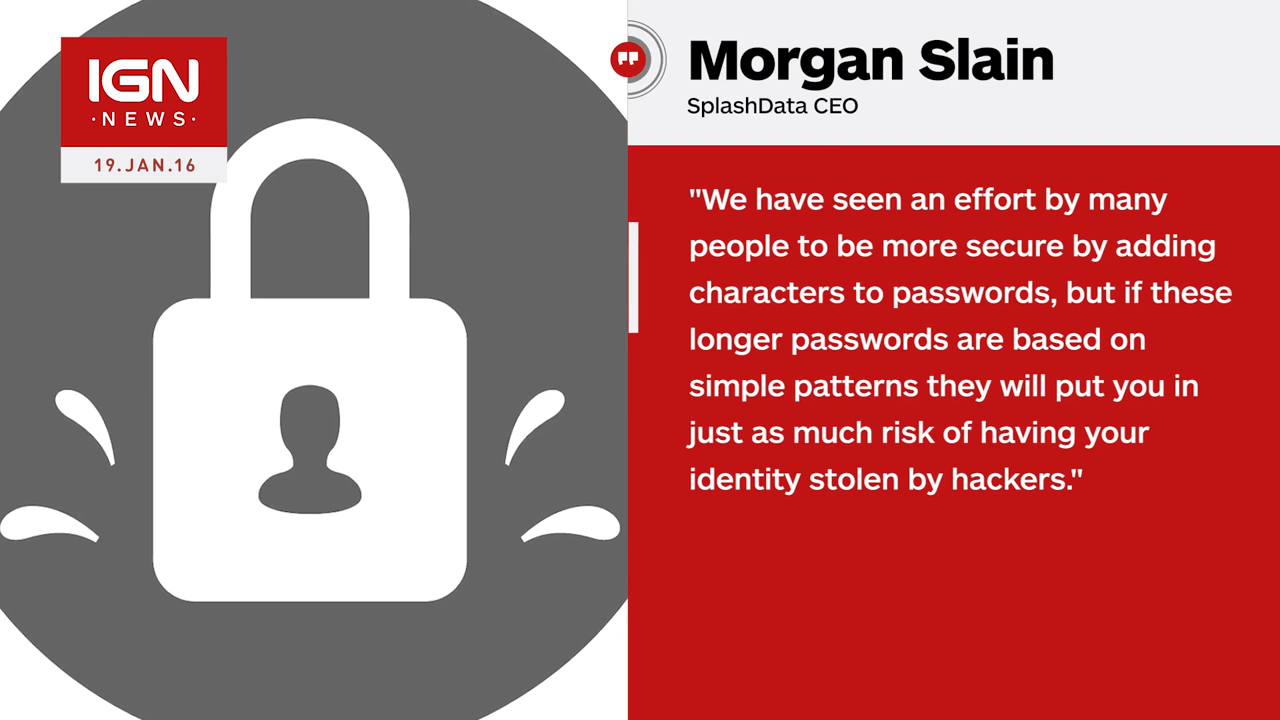 IGN
·NEWS·
19.JAN.16
Morgan Slain
SplashData CEO
"We have seen an effort by many
people to be more secure by adding
characters to passwords, but if these
longer passwords are based on
simple patterns they will put you in
just as much risk of having your
identity stolen by hackers."